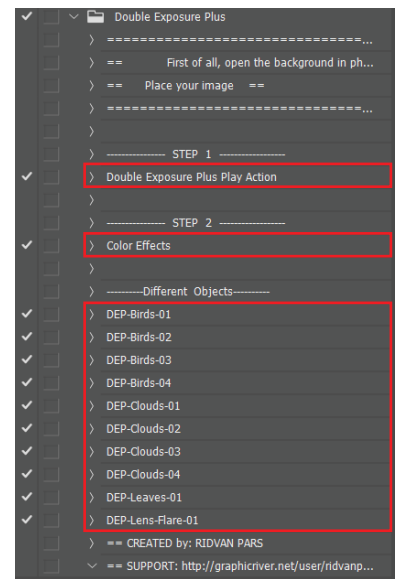 Double Exposure Plus
===============================...
== First of all, open the background in ph...
== Place your image ==
===============================...
--------------- STEP 1 -----------------
Double Exposure Plus Play Action
--------------- STEP 2 -----------------
Color Effects
----------Different Objects----------
DEP-Birds-01
DEP-Birds-02
DEP-Birds-03
DEP-Birds-04
DEP-Clouds-01
DEP-Clouds-02
DEP-Clouds-03
DEP-Clouds-04
DEP-Leaves-01
DEP-Lens-Flare-01
== CREATED by: RIDVAN PARS
== SUPPORT: http://graphicriver.net/user/ridvanp...